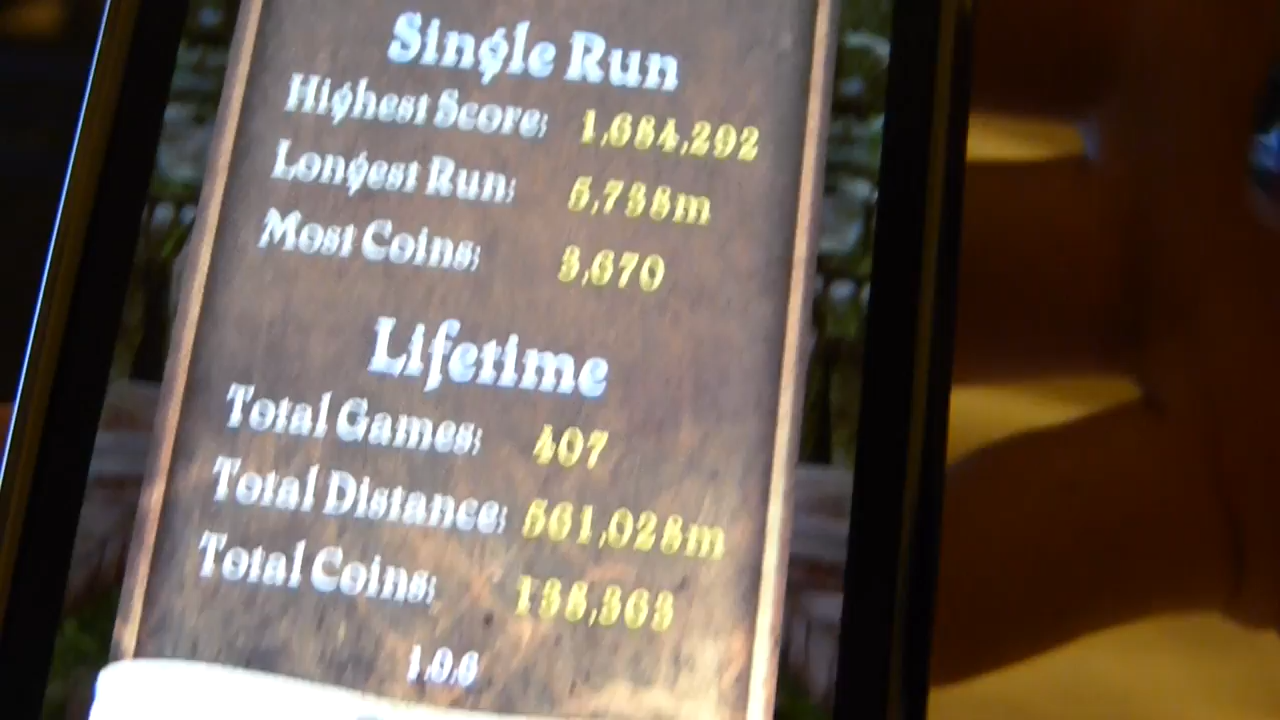 Single Run
Highest Score: 1,684,292
Longest Run: 5,738m
Most Coins: 3,670
Lifetime
Total Games: 407
Total Distance: 561,028m
Total Coins: 138,363
1.0.6